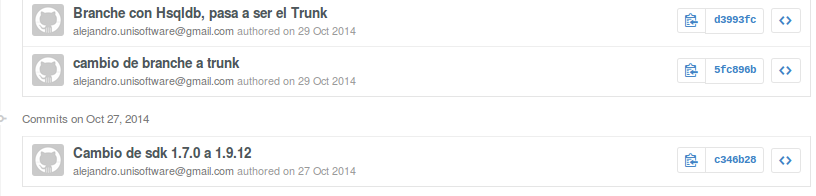 Branche con Hsqldb, pasa a ser el Trunk
alejandro.unisoftware@gmail.com authored on 29 Oct 2014
d3993fc
cambio de branche a trunk
alejandro.unisoftware@gmail.com authored on 29 Oct 2014
5fc896b
Commits on Oct 27, 2014
Cambio de sdk 1.7.0 a 1.9.12
alejandro.unisoftware@gmail.com authored on 27 Oct 2014
c346b28